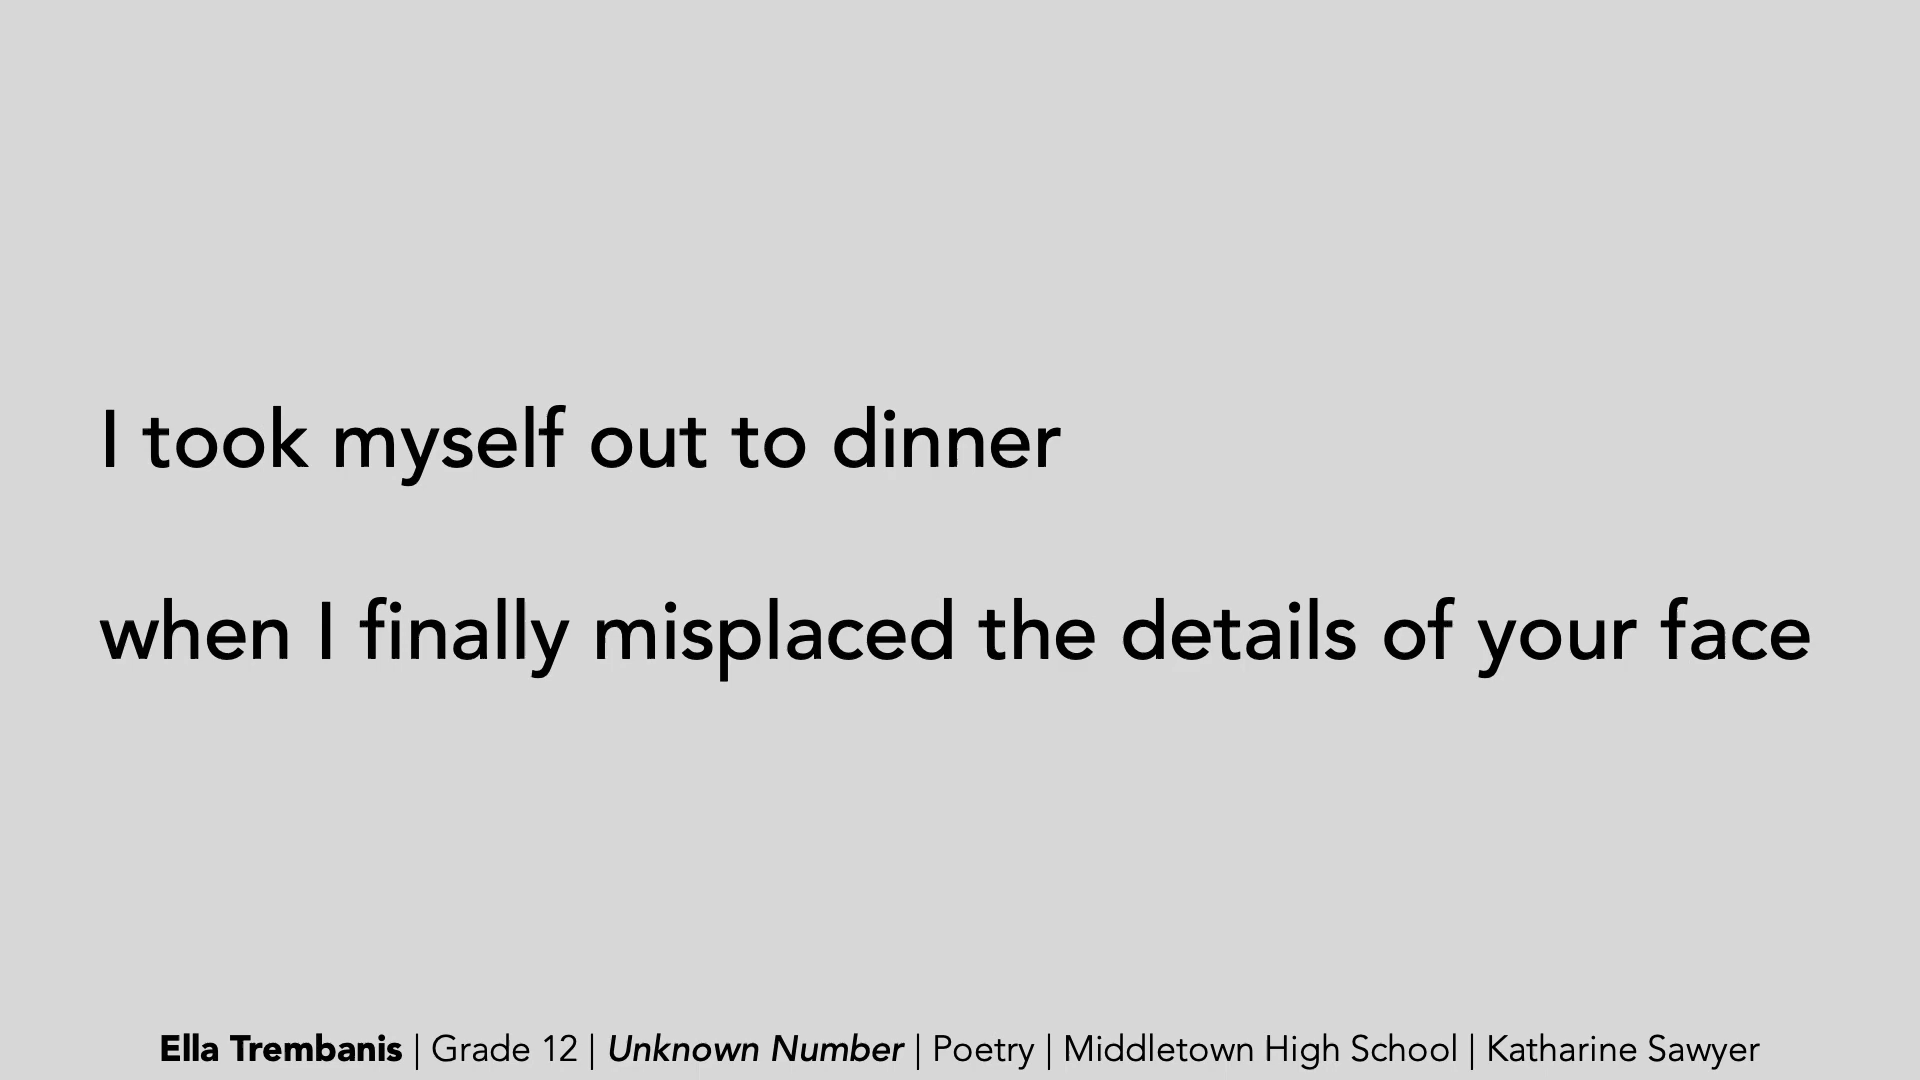 I took myself out to dinner
when I finally misplaced the details of your face
Ella Trembanis | Grade 12 | Unknown Number | Poetry | Middletown High School | Katharine Sawyer